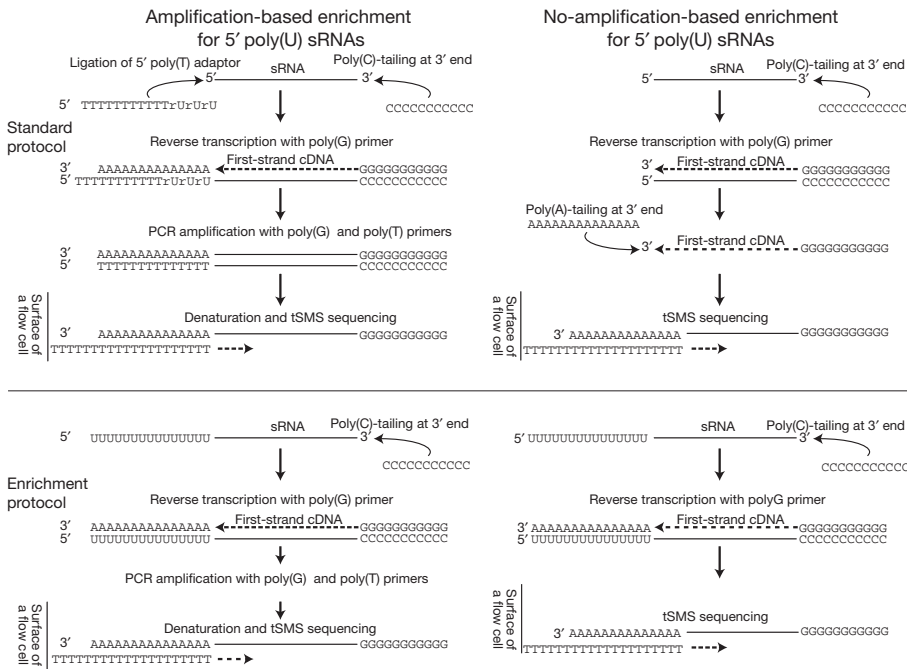 Amplification-based enrichment
for 5′ poly(U) sRNAs
Ligation of 5′ poly(T) adaptor
5′
sRNA
Poly(C)-tailing at 3′ end
3′
5′ TTTTTTTTTTTTrUrUrU
CCCCCCCCCCC
Standard
protocol
Reverse transcription with poly(G) primer
3′ AAAAAAAAAAAAAA
First-strand cDNA
GGGGGGGGGGG
5′ TTTTTTTTTTTTrUrUrU
CCCCCCCCCCC
PCR amplification with poly(G) and poly(T) primers
3′ AAAAAAAAAAAAAA
GGGGGGGGGGG
5′ TTTTTTTTTTTTTT
CCCCCCCCCCC
Surface of
a flow cell
Denaturation and tSMS sequencing
3′ AAAAAAAAAAAAAA
GGGGGGGGGGG
TTTTTTTTTTTTTTTTTTTT
No-amplification-based enrichment
for 5′ poly(U) sRNAs
5′
sRNA
Poly(C)-tailing at 3′ end
3′
CCCCCCCCCCC
Reverse transcription with poly(G) primer
3′
First-strand cDNA
GGGGGGGGGGG
5′
CCCCCCCCCCC
Poly(A)-tailing at 3′ end
AAAAAAAAAAAAAA
3′
First-strand cDNA
GGGGGGGGGGG
Surface of
a flow cell
tSMS sequencing
3′ AAAAAAAAAAAAAA
GGGGGGGGGGG
TTTTTTTTTTTTTTTTTTTT
5′ UUUUUUUUUUUUUUU
sRNA
Poly(C)-tailing at 3′ end
3′
CCCCCCCCCCC
Enrichment
protocol
Reverse transcription with poly(G) primer
3′ AAAAAAAAAAAAAAA
First-strand cDNA
GGGGGGGGGGG
5′ UUUUUUUUUUUUUUU
CCCCCCCCCCC
PCR amplification with poly(G) and poly(T) primers
Surface of
a flow cell
Denaturation and tSMS sequencing
3′ AAAAAAAAAAAAAA
GGGGGGGGGGG
TTTTTTTTTTTTTTTTTTTT
5′ UUUUUUUUUUUUUUU
sRNA
Poly(C)-tailing at 3′ end
3′
CCCCCCCCCCC
Reverse transcription with polyG primer
3′ AAAAAAAAAAAAAAA
First-strand cDNA
GGGGGGGGGGG
5′ UUUUUUUUUUUUUUU
CCCCCCCCCCC
Surface of
a flow cell
tSMS sequencing
3′ AAAAAAAAAAAAAA
GGGGGGGGGGG
TTTTTTTTTTTTTTTTTTTT